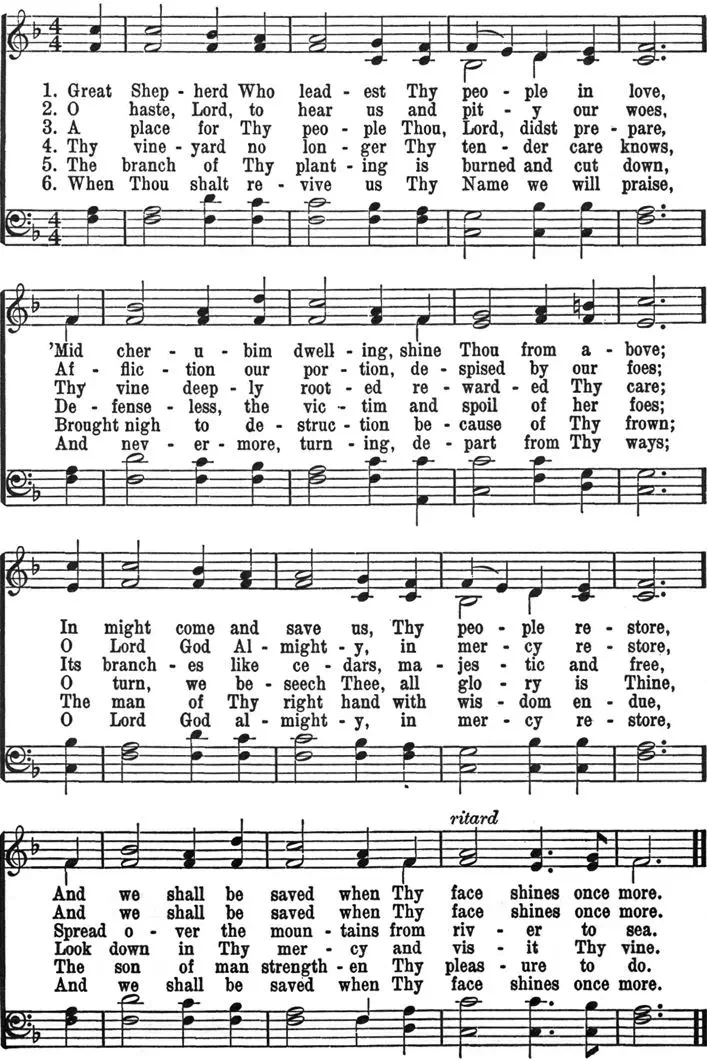 1. Great Shep - herd Who lead - est Thy peo - ple in love,
2. O haste, Lord, to hear us and pit - y our woes,
3. A place for Thy peo - ple Thou, Lord, didst pre - pare,
4. Thy vine - yard no lon - ger Thy ten - der care knows,
5. The branch of Thy plant - ing is burned and cut down,
6. When Thou shalt re - vive us Thy Name we will praise,
'Mid cher - u - bim dwell - ing, shine Thou from a - bove;
Af - flic - tion our por - tion, de - spised by our foes;
Thy vine deep - ly root - ed re - ward - ed Thy care;
De - fense - less, the vic - tim and spoil of her foes;
Brought nigh to de - struc - tion be - cause of Thy frown;
And nev - er - more, turn - ing, de - part from Thy ways;
In might come and save us, Thy peo - ple re - store,
O Lord God Al - might - y, in mer - cy re - store,
Its branch - es like ce - dars, ma - jes - tic and free,
O turn, we be - seech Thee, all glo - ry is Thine,
The man of Thy right hand with wis - dom en - due,
O Lord God al - might - y, in mer - cy re - store,
ritard
And we shall be saved when Thy face shines once more.
And we shall be saved when Thy face shines once more.
Spread o - ver the moun - tains from riv - er to sea.
Look down in Thy mer - cy and vis - it Thy vine.
The son of man strength - en Thy pleas - ure to do.
And we shall be saved when Thy face shines once more.